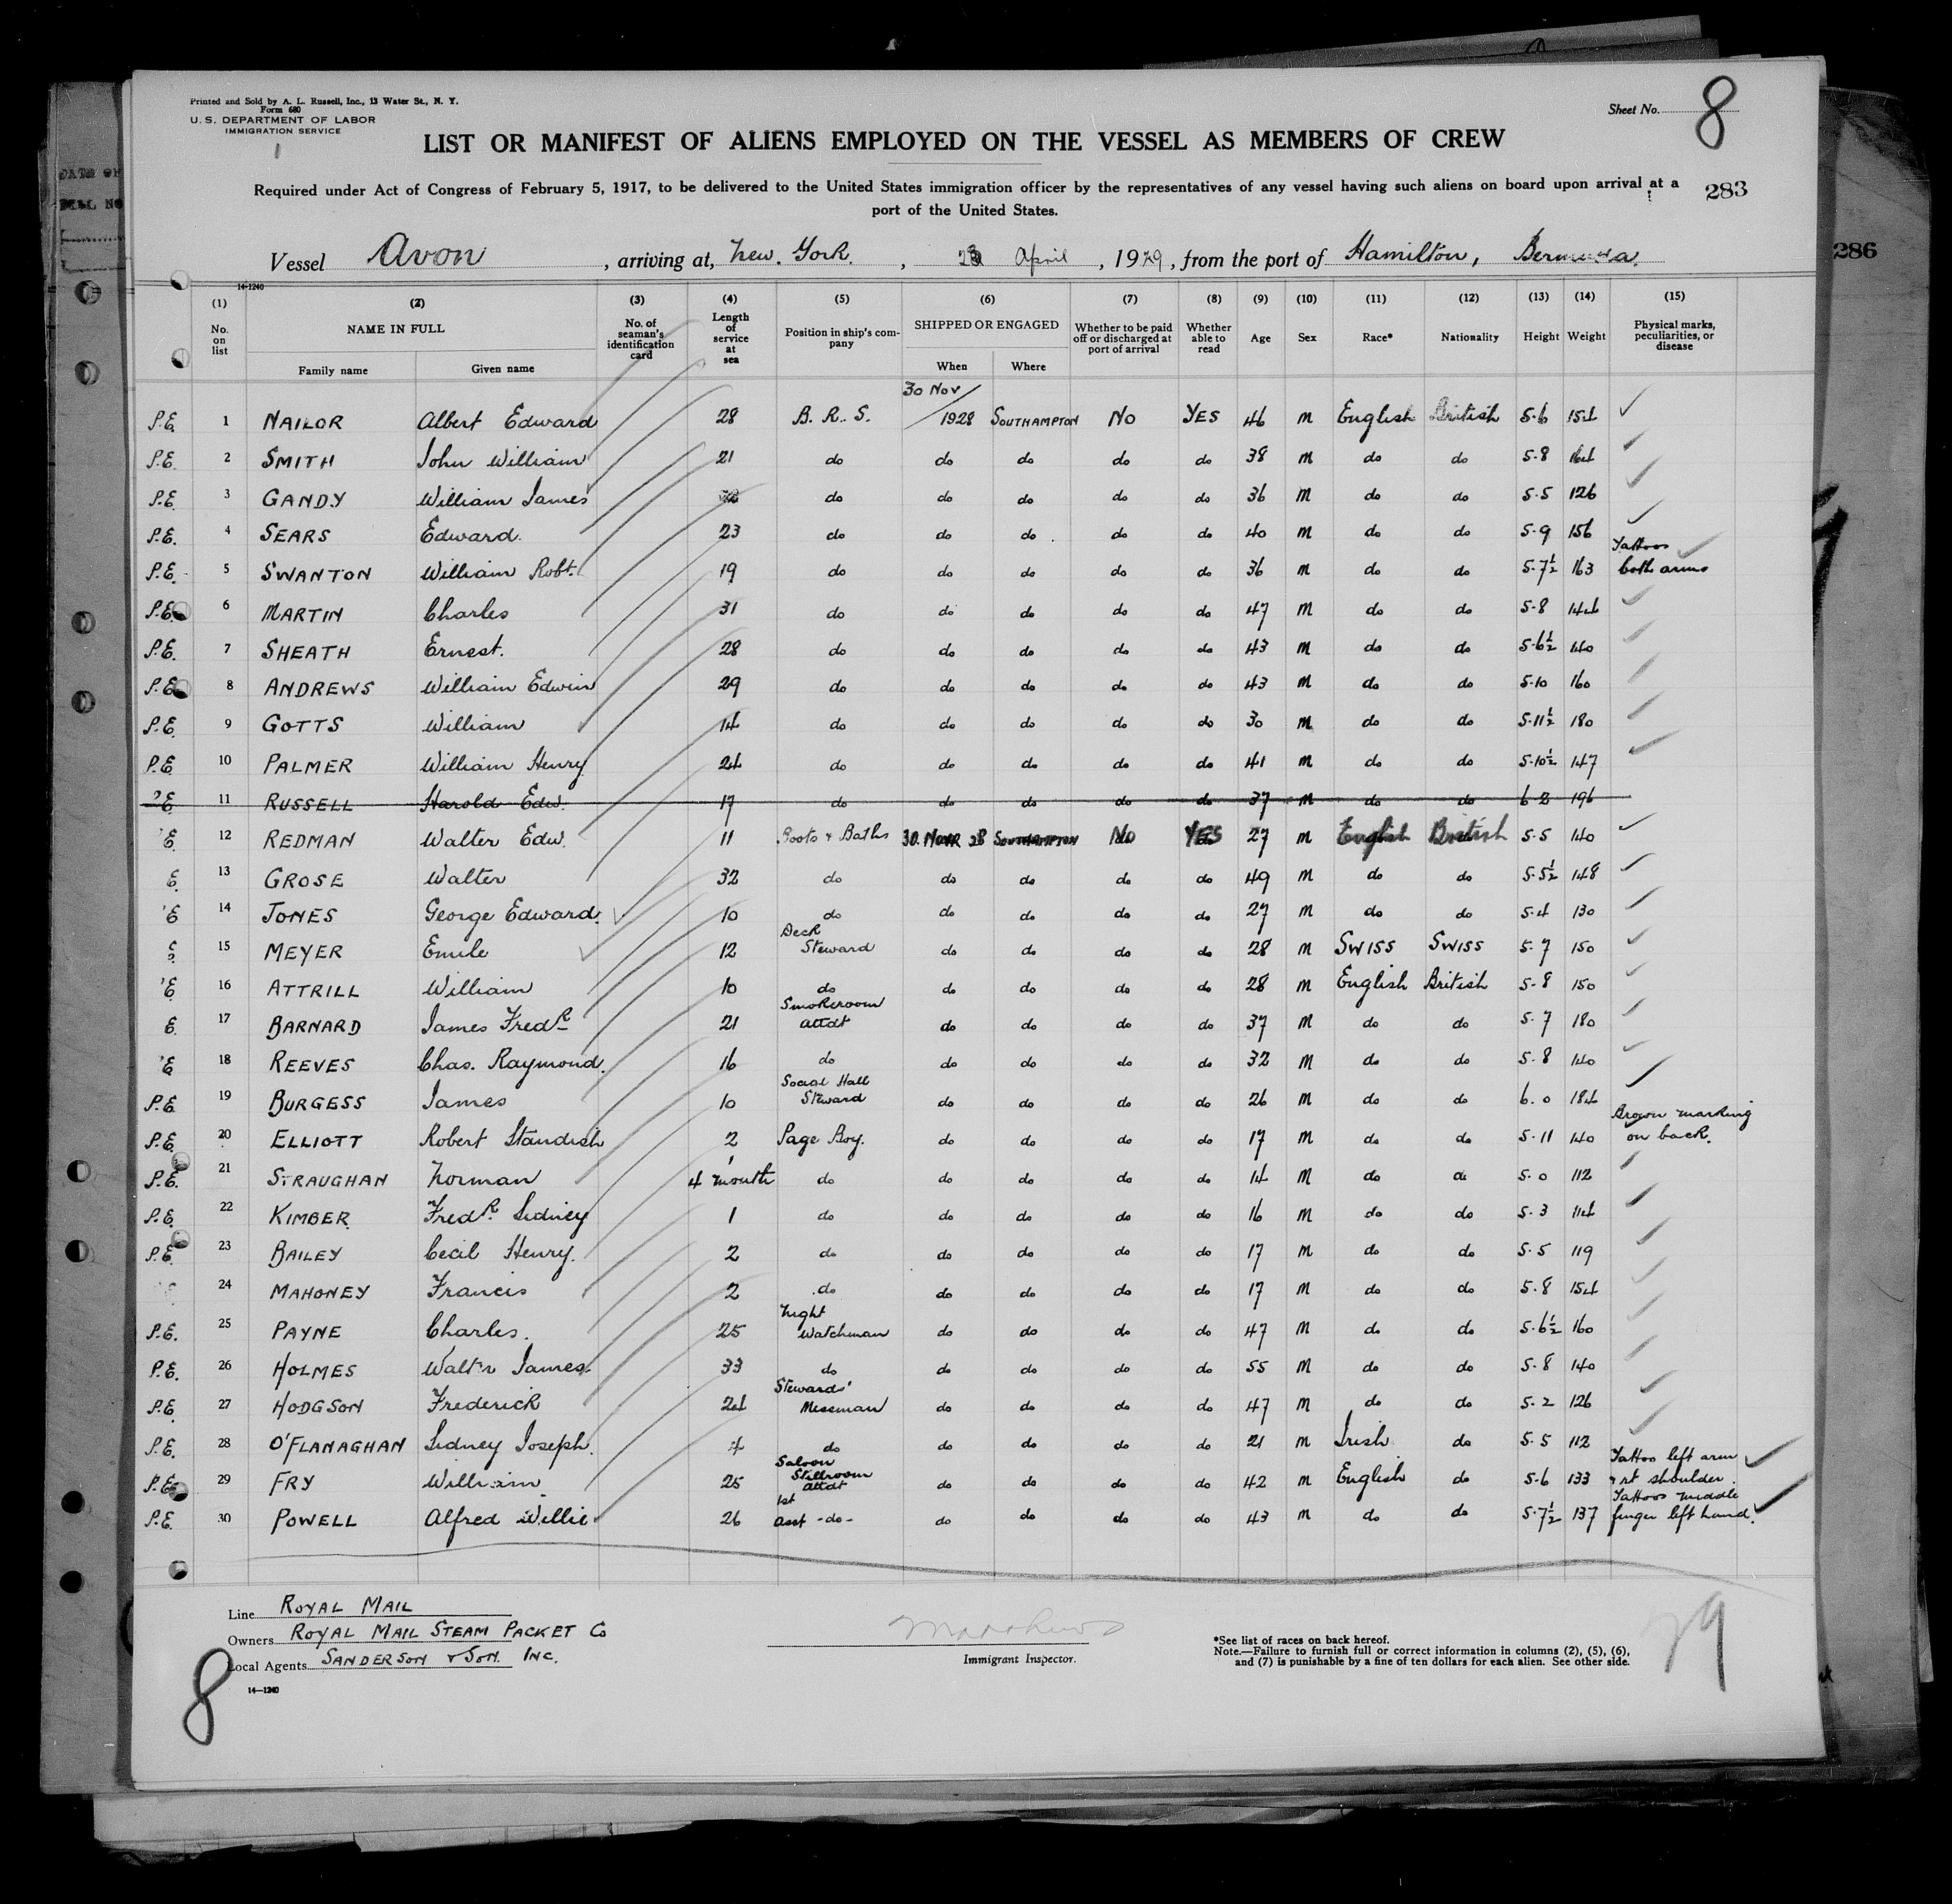 Printed and Sold by A. L. Russell, Inc., 13 Water St., N. Y.
Form 680
U. S. DEPARTMENT OF LABOR
IMMIGRATION SERVICE
Sheet No. 8
LIST OR MANIFEST OF ALIENS EMPLOYED ON THE VESSEL AS MEMBERS OF CREW
Required under Act of Congress of February 5, 1917, to be delivered to the United States immigration officer by the representatives of any vessel having such aliens on board upon arrival at a
port of the United States.
283
286
Vessel Avon, arriving at, New York, April, 1929, from the port of Hamilton, Bermuda.
14-1240
(1) No. on list (2) NAME IN FULL (3) No. of seaman's identification card (4) Length of service at sea (5) Position in ship's company (6) SHIPPED OR ENGAGED (7) Whether to be paid off or discharged at port of arrival (8) Whether able to read (9) Age (10) Sex (11) Race* (12) Nationality (13) Height (14) Weight (15) Physical marks, peculiarities, or disease
Family name Given name When Where
P.E. 1 NAILOR Albert Edward 28 B. R. S. 30 Nov 1928 SOUTHAMPTON NO YES 46 M English British 5·6 154
P.E. 2 SMITH John William 21 do do do do do 38 M do do 5·8 164
P.E. 3 GANDY William James do do do do do 36 M do do 5·5 126
P.E. 4 SEARS Edward. 23 do do do do do 40 M do do 5·9 156
P.E. 5 SWANTON William Robt. 19 do do do do do 36 M do do 5·7½ 163 Tattoos both arms
P.E. 6 MARTIN Charles 31 do do do do do 47 M do do 5·8 144
P.E. 7 SHEATH Ernest. 28 do do do do do 43 M do do 5·6½ 140
P.E. 8 ANDREWS William Edwin 29 do do do do do 43 M do do 5·10 160
P.E. 9 GOTTS William 14 do do do do do 30 M do do 5·11½ 180
P.E. 10 PALMER William Henry 24 do do do do do 41 M do do 5·10½ 147
P.E. 11 RUSSELL Harold Edw. 17 do do do do do 37 M do do 6·2 196
E. 12 REDMAN Walter Edw. 11 Boots & Baths 30. NOVR 28 SOUTHAMPTON NO YES 27 M English British 5·5 140
E. 13 GROSE Walter 32 do do do do do 49 M do do 5·5½ 148
E 14 JONES George Edward. 10 do do do do do 27 M do do 5·4 130
E 15 MEYER Emile 12 Deck Steward do do do do 28 M SWISS SWISS 5·7 150
E 16 ATTRILL William 10 do do do do do 28 M English British 5·8 150
E. 17 BARNARD James Fredr 21 Smokeroom attdt do do do do 37 M do do 5·7 180
E 18 REEVES Chas. Raymond. 16 do do do do do 32 M do do 5·8 140
P.E. 19 BURGESS James 10 Social Hall Steward do do do do 26 M do do 6.0 184
P.E. 20 ELLIOTT Robert Standish 2 Page Boy. do do do do 17 M do do 5·11 140 Brown marking on back.
P.E. 21 STRAUGHAN Norman 4 month do do do do do 14 M do do 5·0 112
P.E. 22 KIMBER Fredr Sidney 1 do do do do do 16 M do do 5·3 114
P.E. 23 BAILEY Cecil Henry. 2 do do do do do 17 M do do 5·5 119
24 MAHONEY Francis 2 do do do do do 17 M do do 5·8 154
P.E. 25 PAYNE Charles. 25 Night Watchman do do do do 47 M do do 5·6½ 160
P.E. 26 HOLMES Walter James. 33 do do do do do 55 M do do 5·8 140
P.E. 27 HODGSON Frederick 24 Stewards' Messman do do do do 47 M do do 5·2 126
P.E. 28 O'FLANAGHAN Sidney Joseph. 4 do do do do do 21 M Irish do 5·5 112
P.E. 29 FRY William 25 Saloon Stillroom attdt do do do do 42 M English do 5·6 133 Tattoo left arm & rt shoulder.
P.E. 30 POWELL Alfred Willie 26 1st asst -do- do do do do 43 M do do 5·7½ 137 Tattoos middle finger left hand.
Line ROYAL MAIL
Owners ROYAL MAIL STEAM PACKET Co
Local Agents SANDERSON & SON. INC.
14-1240
8
Matthews
Immigrant Inspector.
*See list of races on back hereof.
Note.—Failure to furnish full or correct information in columns (2), (5), (6),
and (7) is punishable by a fine of ten dollars for each alien. See other side.
29